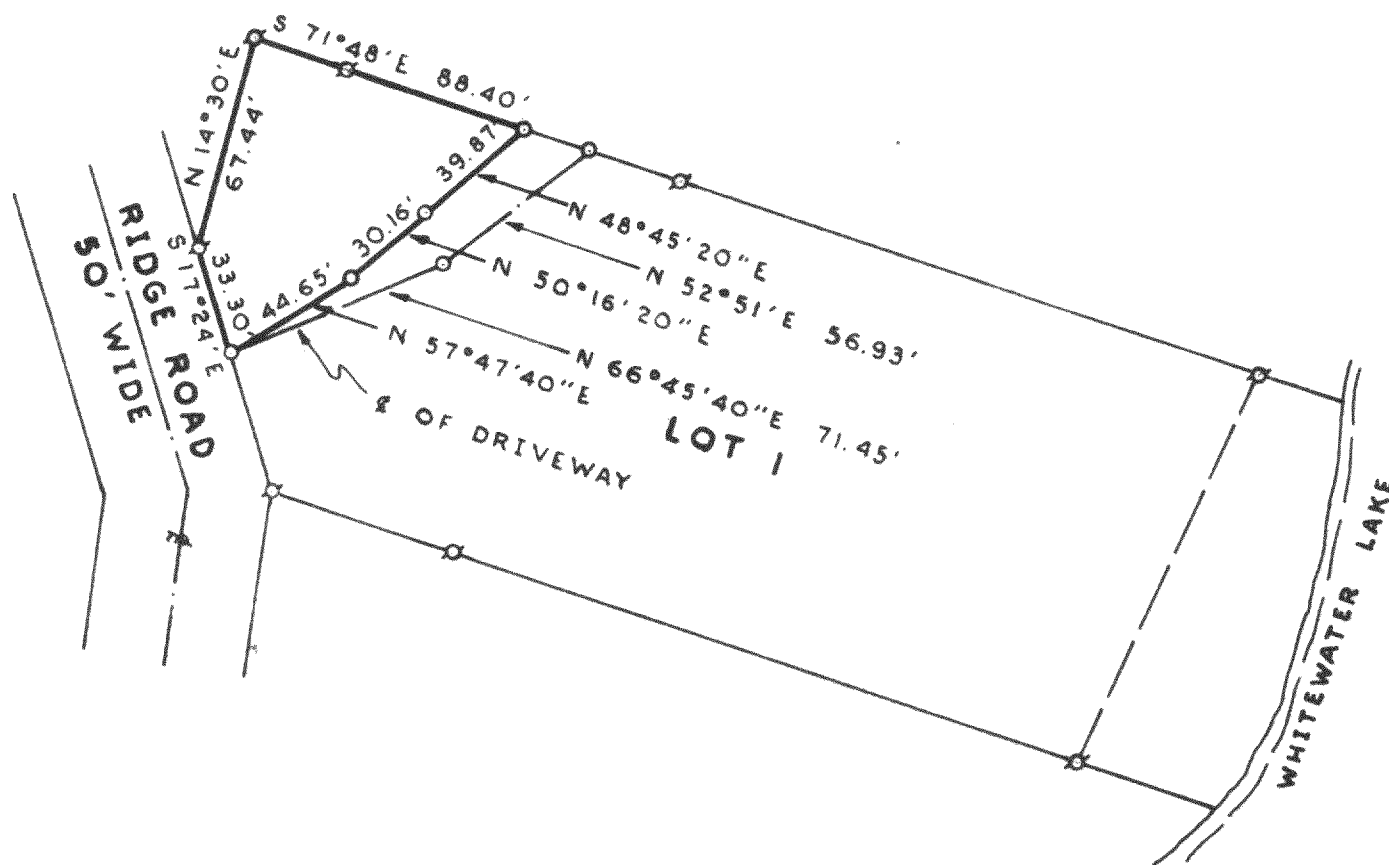 S 71°48'E 88.40'
N 14°30'E
67.44'
39.87'
30.16'
44.65'
33.30'
S 17°24'E
RIDGE ROAD
50' WIDE
N 48°45'20"E
N 52°51'E 56.93'
N 50°16'20"E
N 66°45'40"E 71.45'
N 57°47'40"E
℄ OF DRIVEWAY
LOT 1
WHITEWATER LAKE